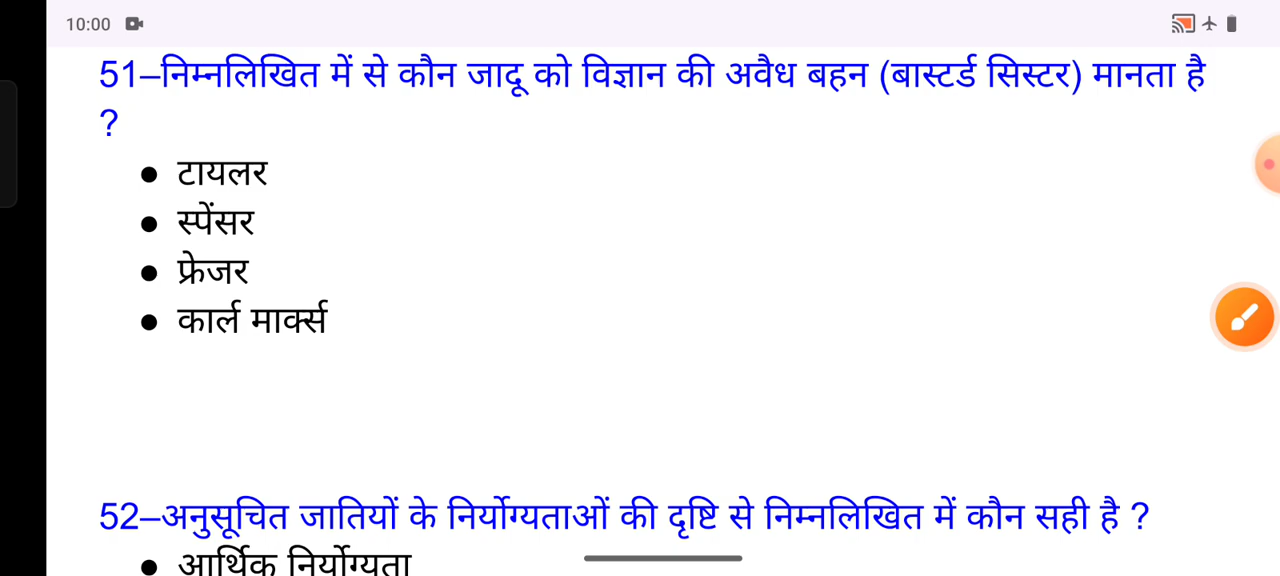 10:00
51–निम्नलिखित में से कौन जादू को विज्ञान की अवैध बहन (बास्टर्ड सिस्टर) मानता है
?
● टायलर
● स्पेंसर
● फ्रेजर
● कार्ल मार्क्स
52–अनुसूचित जातियों के निर्योग्यताओं की दृष्टि से निम्नलिखित में कौन सही है ?
● आर्थिक निर्योग्यता